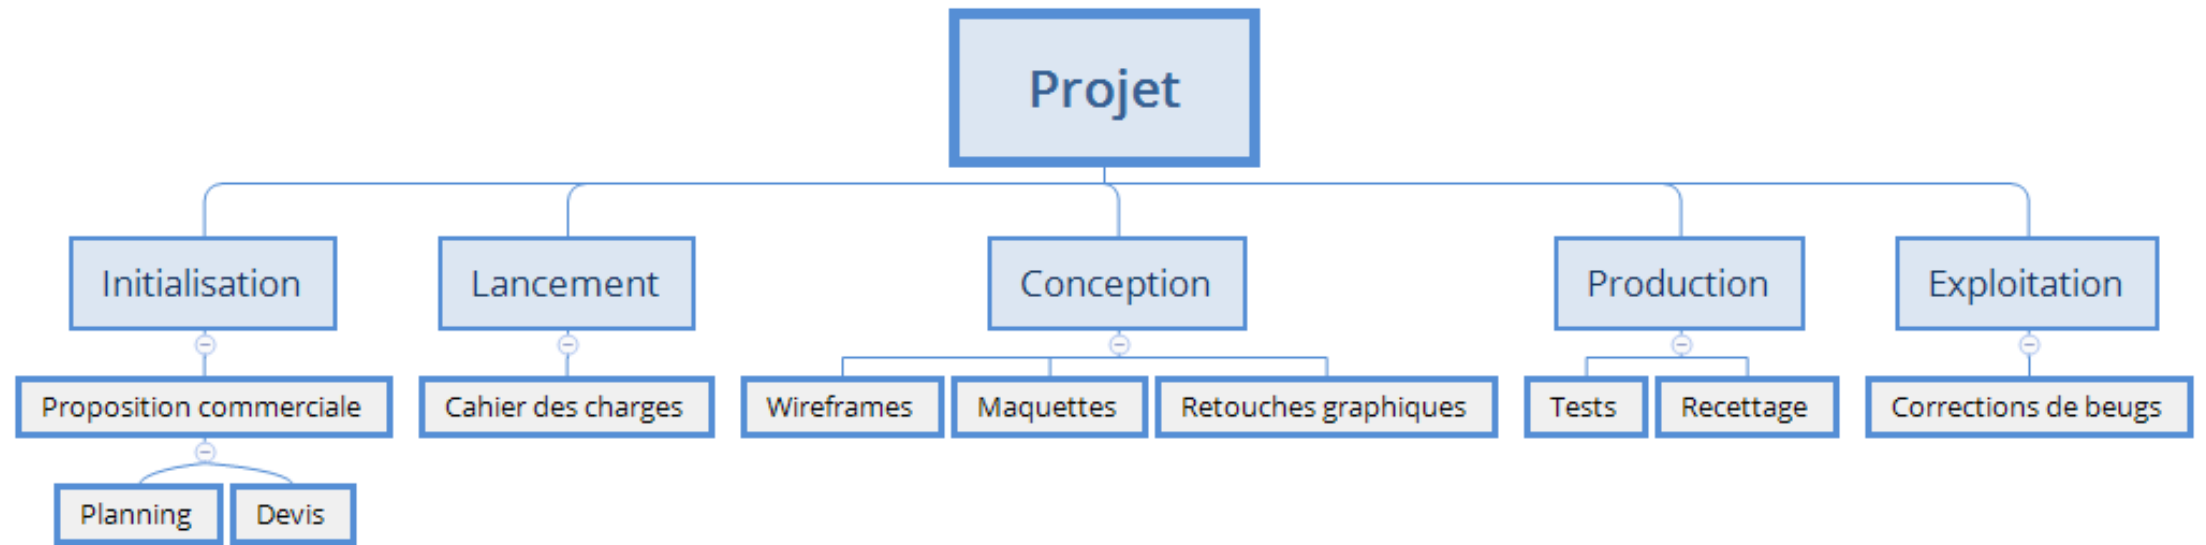 Projet
Initialisation
Lancement
Conception
Production
Exploitation
Proposition commerciale
Cahier des charges
Wireframes
Maquettes
Retouches graphiques
Tests
Recettage
Corrections de beugs
Planning
Devis